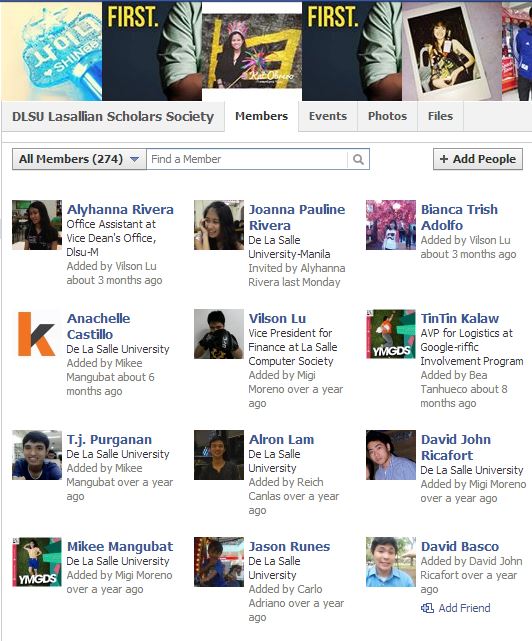 FIRST.
FIRST.
Kat Obrero
SHINee
DLSU Lasallian Scholars Society
Members
Events
Photos
Files
All Members (274)
Find a Member
+ Add People
Alyhanna Rivera
Office Assistant at
Vice Dean's Office,
Dlsu-M
Added by Vilson Lu
about 3 months ago
Joanna Pauline
Rivera
De La Salle
University-Manila
Invited by Alyhanna
Rivera last Monday
Bianca Trish
Adolfo
Added by Vilson Lu
about 3 months ago
Anachelle
Castillo
De La Salle University
Added by Mikee
Mangubat about 6
months ago
Vilson Lu
Vice President for
Finance at La Salle
Computer Society
Added by Migi
Moreno over a year
ago
YMGDS
TinTin Kalaw
AVP for Logistics at
Google-riffic
Involvement Program
Added by Bea
Tanhueco about 8
months ago
T.j. Purganan
De La Salle University
Added by Mikee
Mangubat over a year
ago
Alron Lam
De La Salle
University
Added by Reich
Canlas over a year
ago
David John
Ricafort
De La Salle University
Added by Migi Moreno
over a year ago
YMGDS
Mikee Mangubat
De La Salle University
Added by Migi Moreno
over a year ago
Jason Runes
De La Salle
University
Added by Carlo
Adriano over a year
ago
David Basco
Added by David John
Ricafort over a year
ago
Add Friend